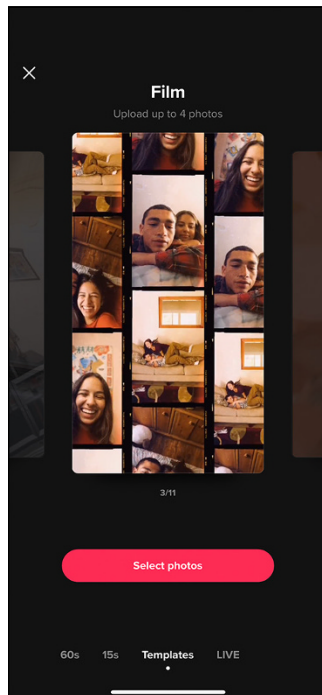 Film
Upload up to 4 photos
3/11
Select photos
60s 15s Templates LIVE